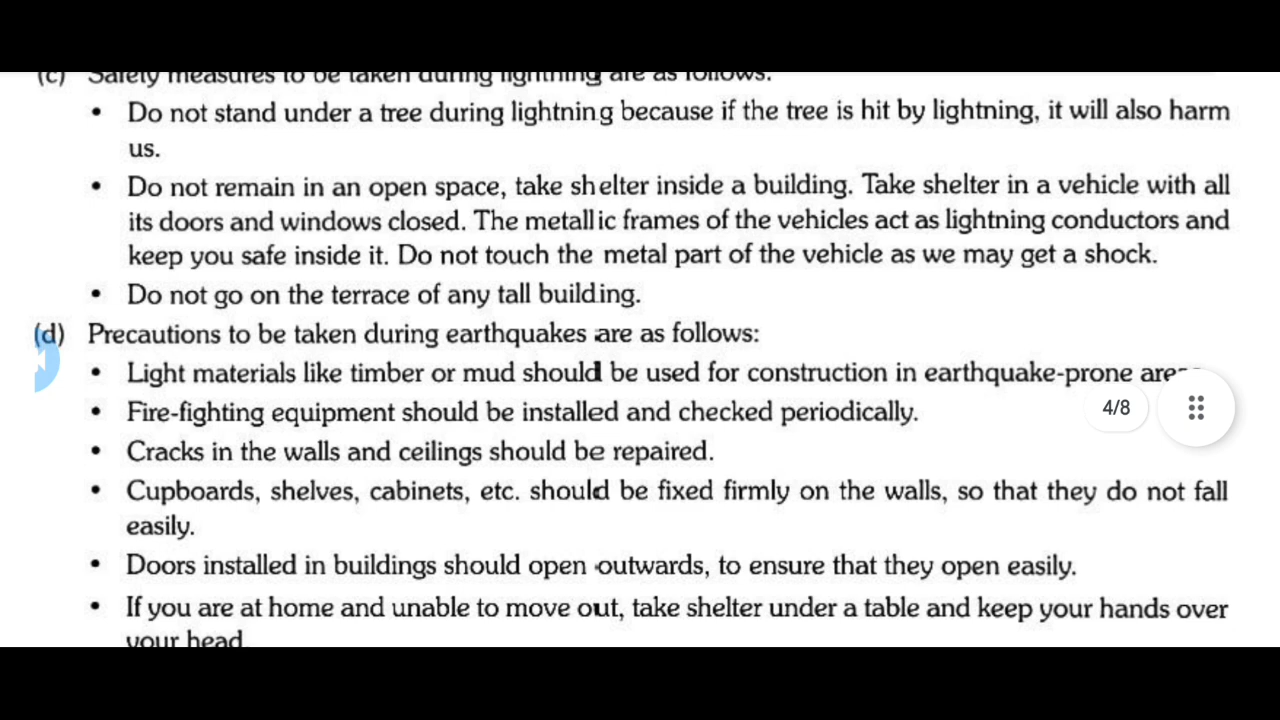 (c) Safety measures to be taken during lightning are as follows:
• Do not stand under a tree during lightning because if the tree is hit by lightning, it will also harm
us.
• Do not remain in an open space, take shelter inside a building. Take shelter in a vehicle with all
its doors and windows closed. The metallic frames of the vehicles act as lightning conductors and
keep you safe inside it. Do not touch the metal part of the vehicle as we may get a shock.
• Do not go on the terrace of any tall building.
(d) Precautions to be taken during earthquakes are as follows:
• Light materials like timber or mud should be used for construction in earthquake-prone areas
• Fire-fighting equipment should be installed and checked periodically.
4/8
• Cracks in the walls and ceilings should be repaired.
• Cupboards, shelves, cabinets, etc. should be fixed firmly on the walls, so that they do not fall
easily.
• Doors installed in buildings should open outwards, to ensure that they open easily.
• If you are at home and unable to move out, take shelter under a table and keep your hands over
your head